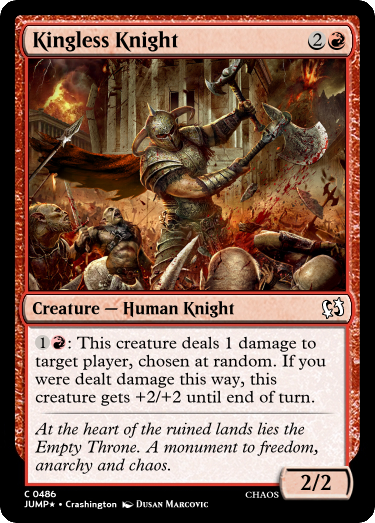 Kingless Knight 2
Creature — Human Knight
1 : This creature deals 1 damage to
target player, chosen at random. If you
were dealt damage this way, this
creature gets +2/+2 until end of turn.
At the heart of the ruined lands lies the
Empty Throne. A monument to freedom,
anarchy and chaos.
2/2
C 0486
JUMP★ • Crashington DUSAN MARCOVIC
CHAOS